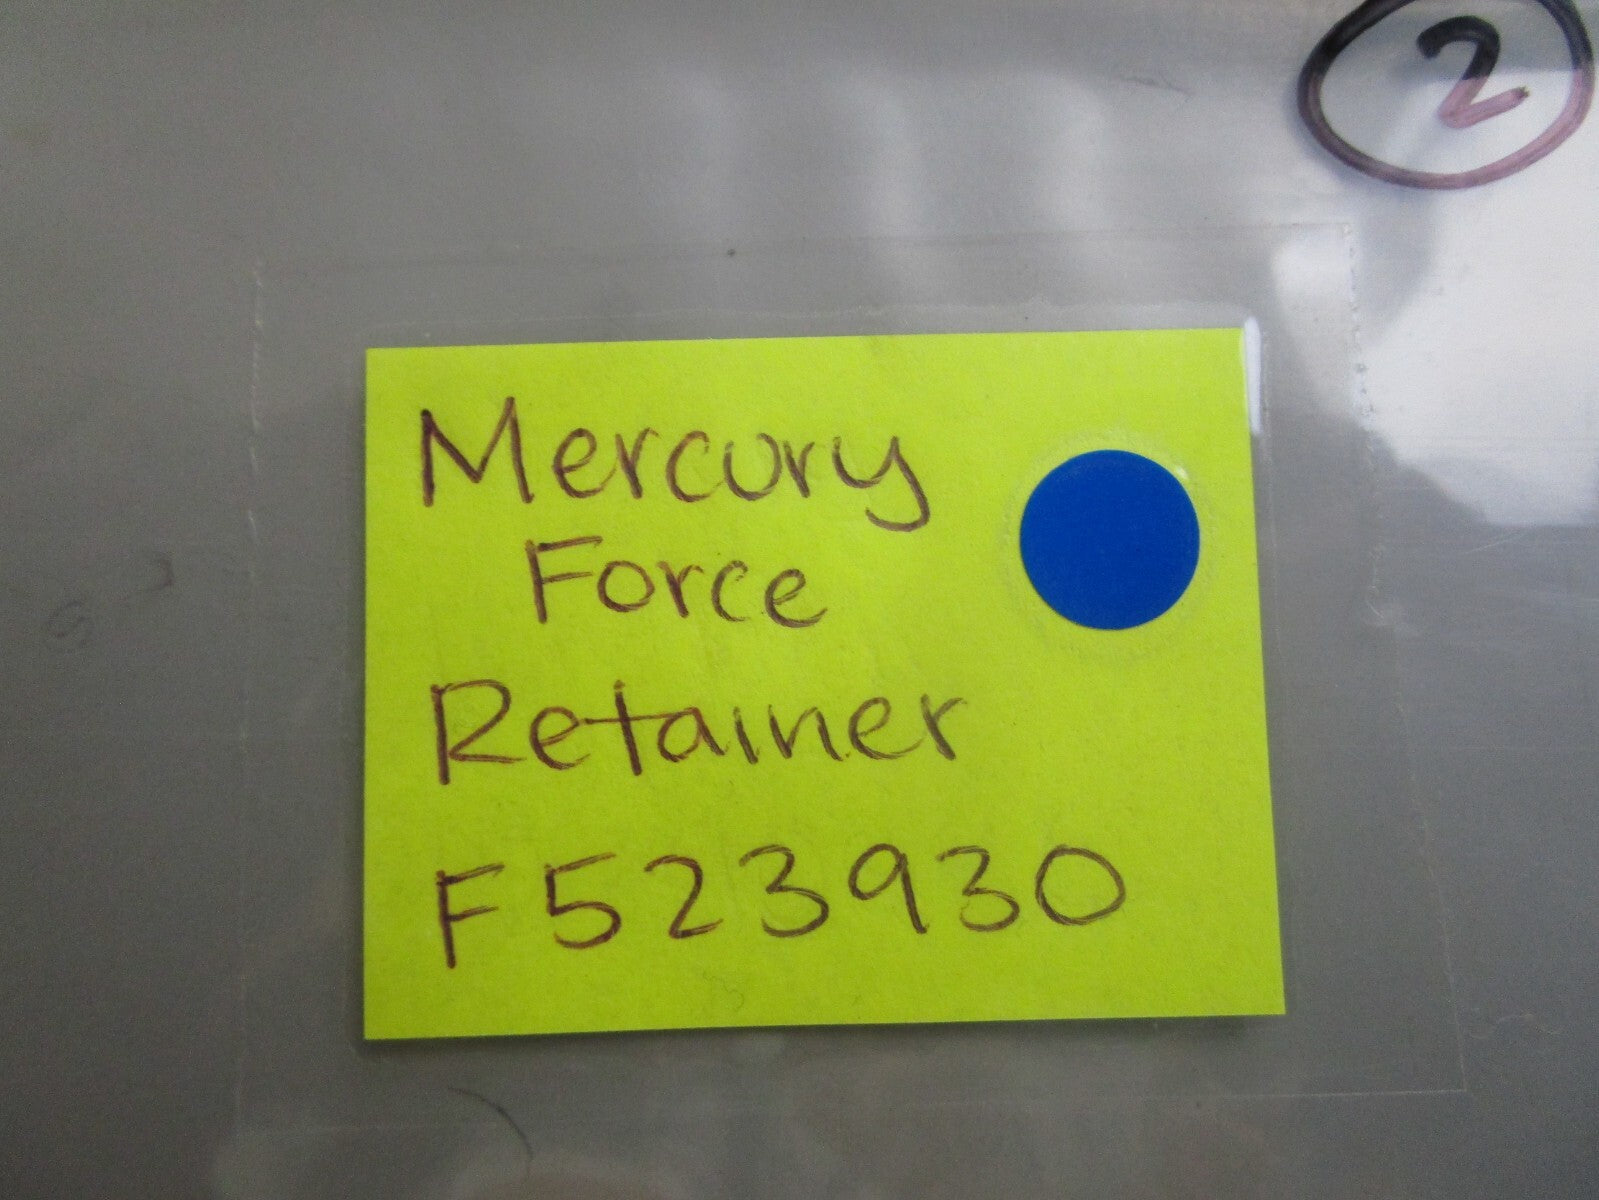 2
Mercury
Force
Retainer
F523930